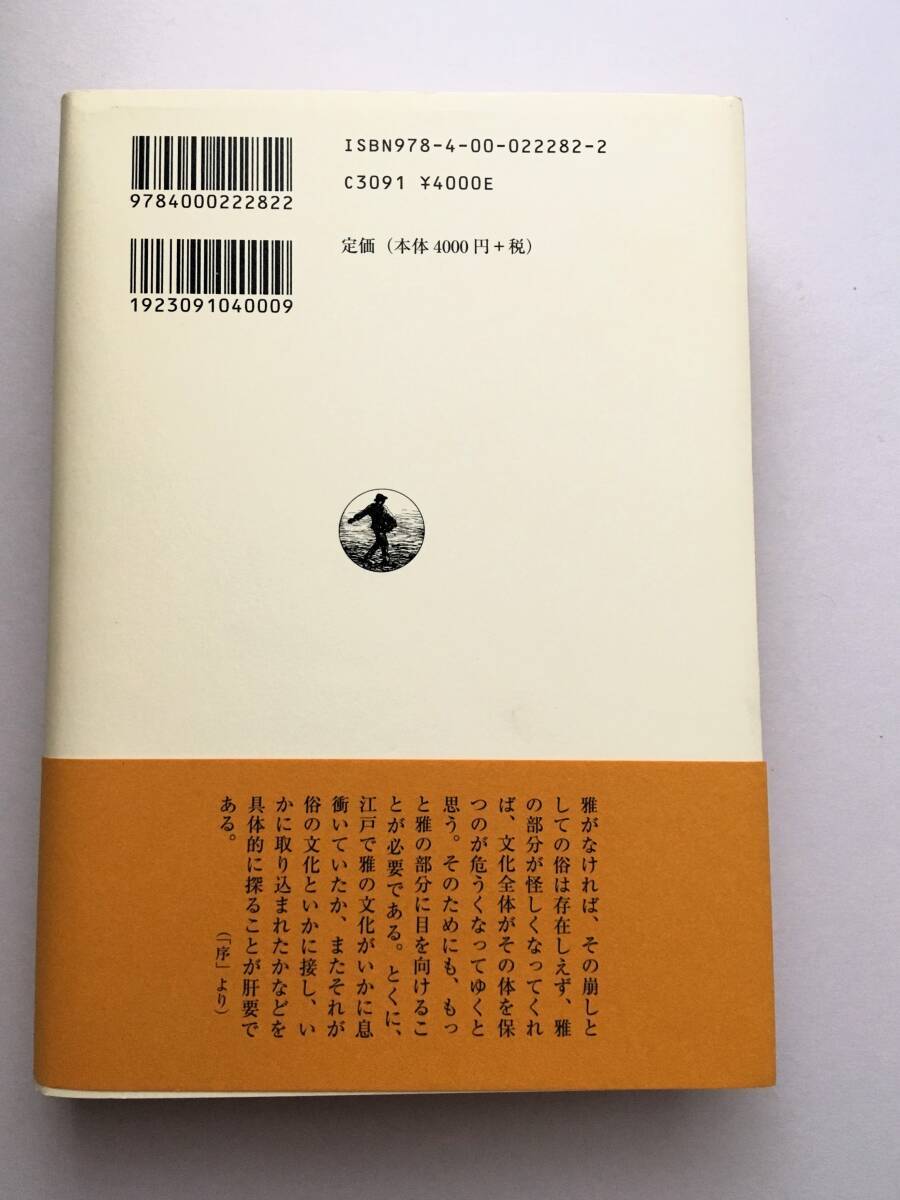 ISBN978-4-00-022282-2
C3091 ¥4000E
9784000222822
定価（本体 4000 円＋税）
1923091040009
雅がなければ、その崩しと
しての俗は存在しえず、雅
の部分が怪しくなってくれ
ば、文化全体がその体を保
つのが危うくなってゆくと
思う。そのためにも、もっ
と雅の部分に目を向けるこ
とが必要である。とくに、
江戸で雅の文化がいかに息
衝いていたか、またそれが
俗の文化といかに接し、い
かに取り込まれたかなどを
具体的に探ることが肝要で
ある。
（「序」より）